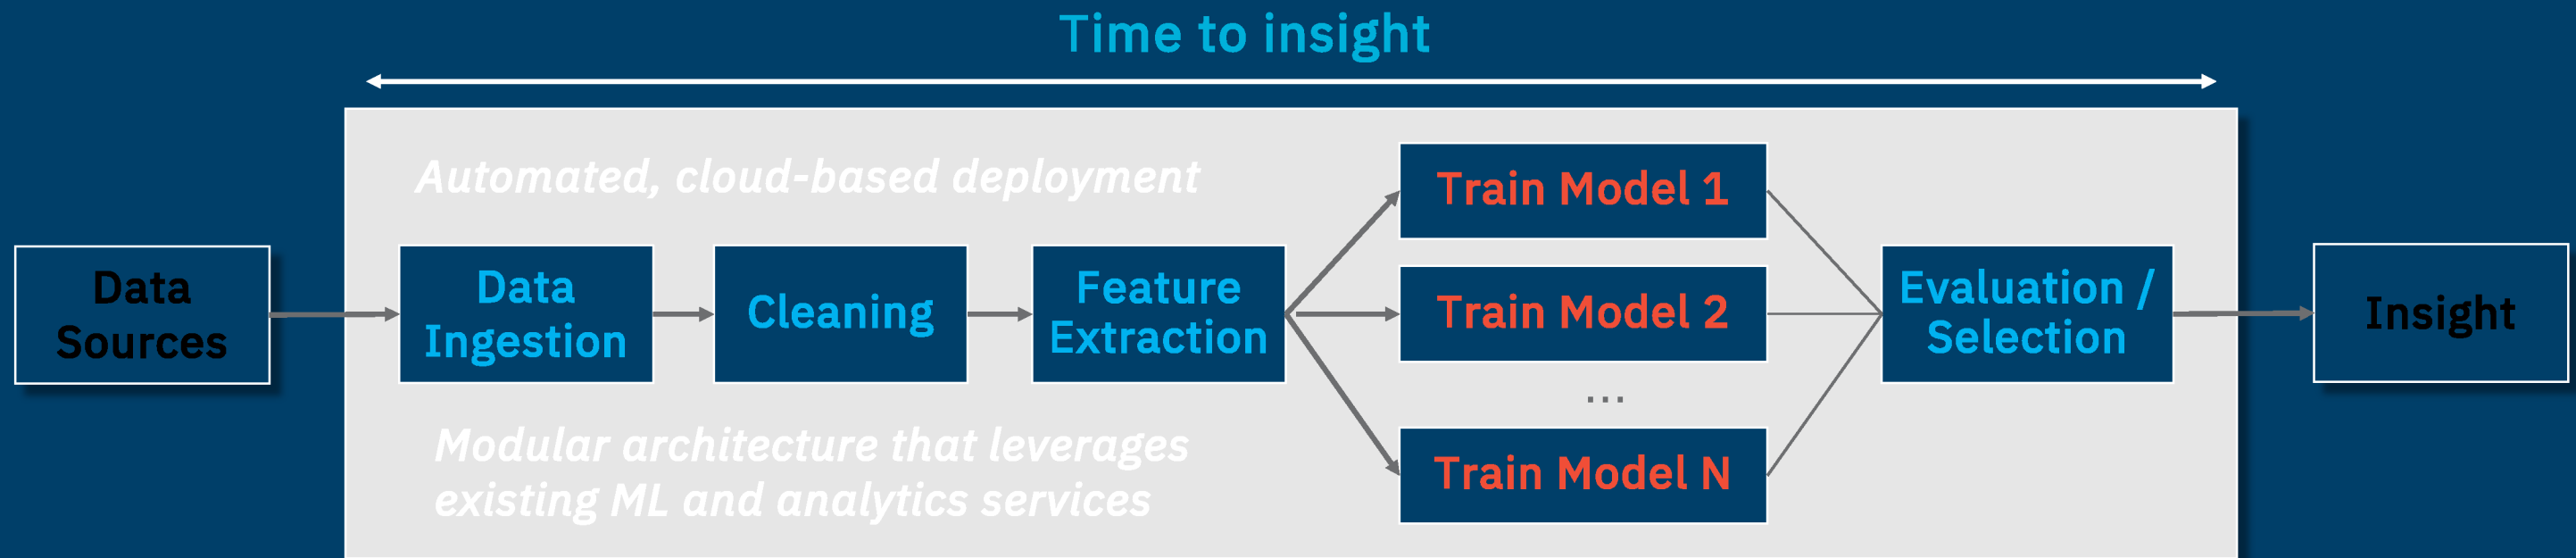 Time to insight
Automated, cloud-based deployment
Data
Sources
Data
Ingestion
Cleaning
Feature
Extraction
Train Model 1
Train Model 2
...
Train Model N
Evaluation /
Selection
Insight
Modular architecture that leverages
existing ML and analytics services